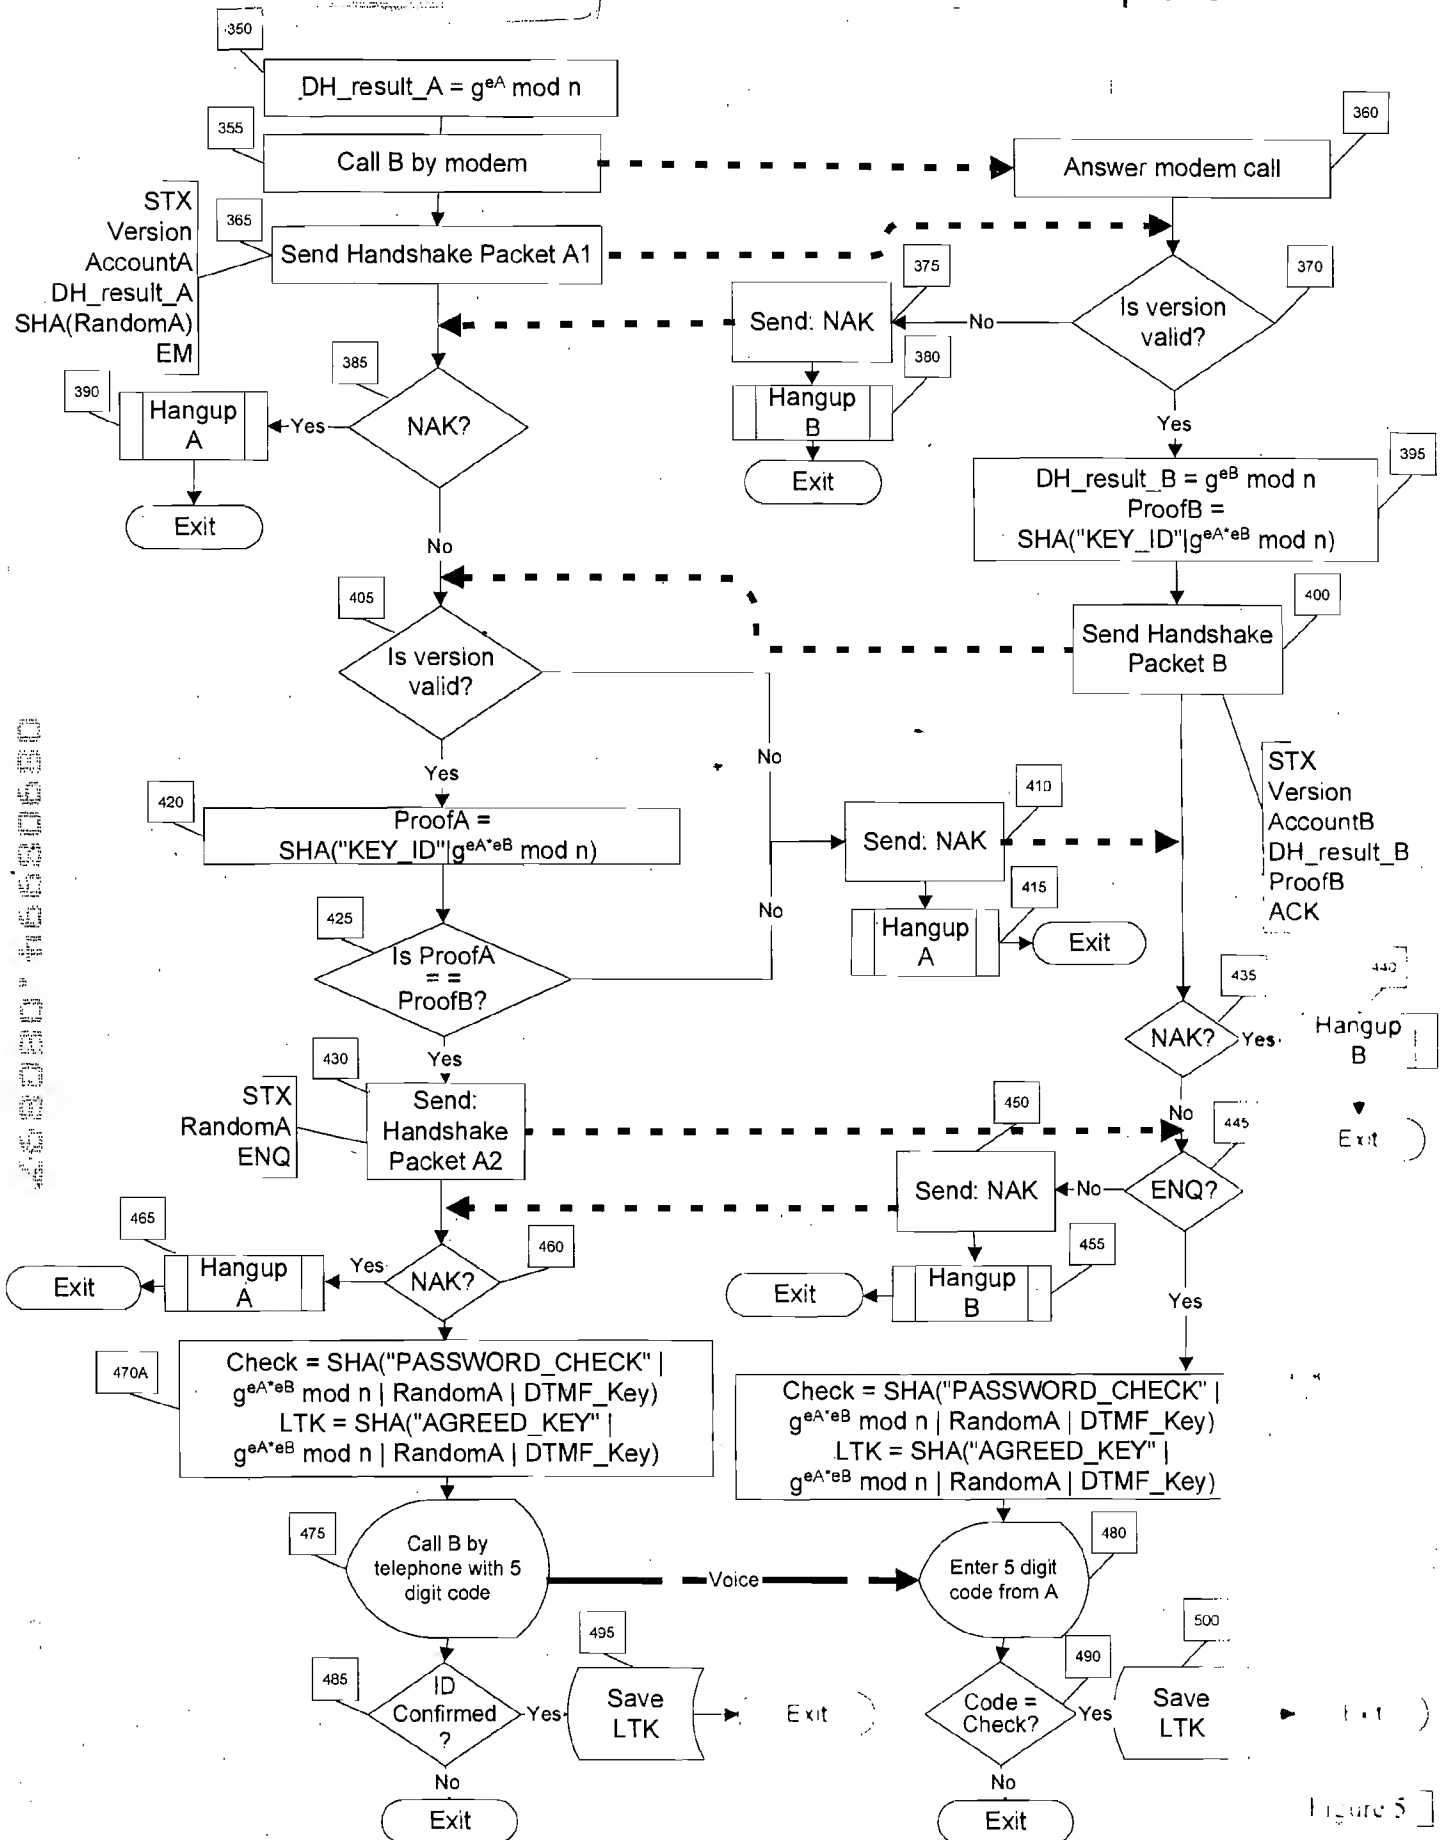 350
DH_result_A = g^eA mod n
355
Call B by modem
360
Answer modem call
STX
Version
AccountA
DH_result_A
SHA(RandomA)
EM
365
Send Handshake Packet A1
375
Send: NAK
No
370
Is version
valid?
380
Hangup
B
Exit
385
NAK?
Yes
390
Hangup
A
Exit
Yes
395
DH_result_B = g^eB mod n
ProofB =
SHA("KEY_ID"|g^eA*eB mod n)
No
400
Send Handshake
Packet B
405
Is version
valid?
No
STX
Version
AccountB
DH_result_B
ProofB
ACK
Yes
420
ProofA =
SHA("KEY_ID"|g^eA*eB mod n)
410
Send: NAK
415
Hangup
A
Exit
No
425
Is ProofA
= =
ProofB?
435
NAK?
Yes
440
Hangup
B
Exit
Yes
430
STX
RandomA
ENQ
Send:
Handshake
Packet A2
No
450
445
Send: NAK
No
ENQ?
465
Exit
Hangup
A
Yes
NAK?
460
455
Exit
Hangup
B
Yes
470A
Check = SHA("PASSWORD_CHECK" |
g^eA*eB mod n | RandomA | DTMF_Key)
LTK = SHA("AGREED_KEY" |
g^eA*eB mod n | RandomA | DTMF_Key)
Check = SHA("PASSWORD_CHECK" |
g^eA*eB mod n | RandomA | DTMF_Key)
LTK = SHA("AGREED_KEY" |
g^eA*eB mod n | RandomA | DTMF_Key)
475
Call B by
telephone with 5
digit code
Voice
480
Enter 5 digit
code from A
485
ID
Confirmed
?
Yes
495
Save
LTK
Exit
490
Code =
Check?
Yes
500
Save
LTK
No
Exit
No
Exit
Figure 5